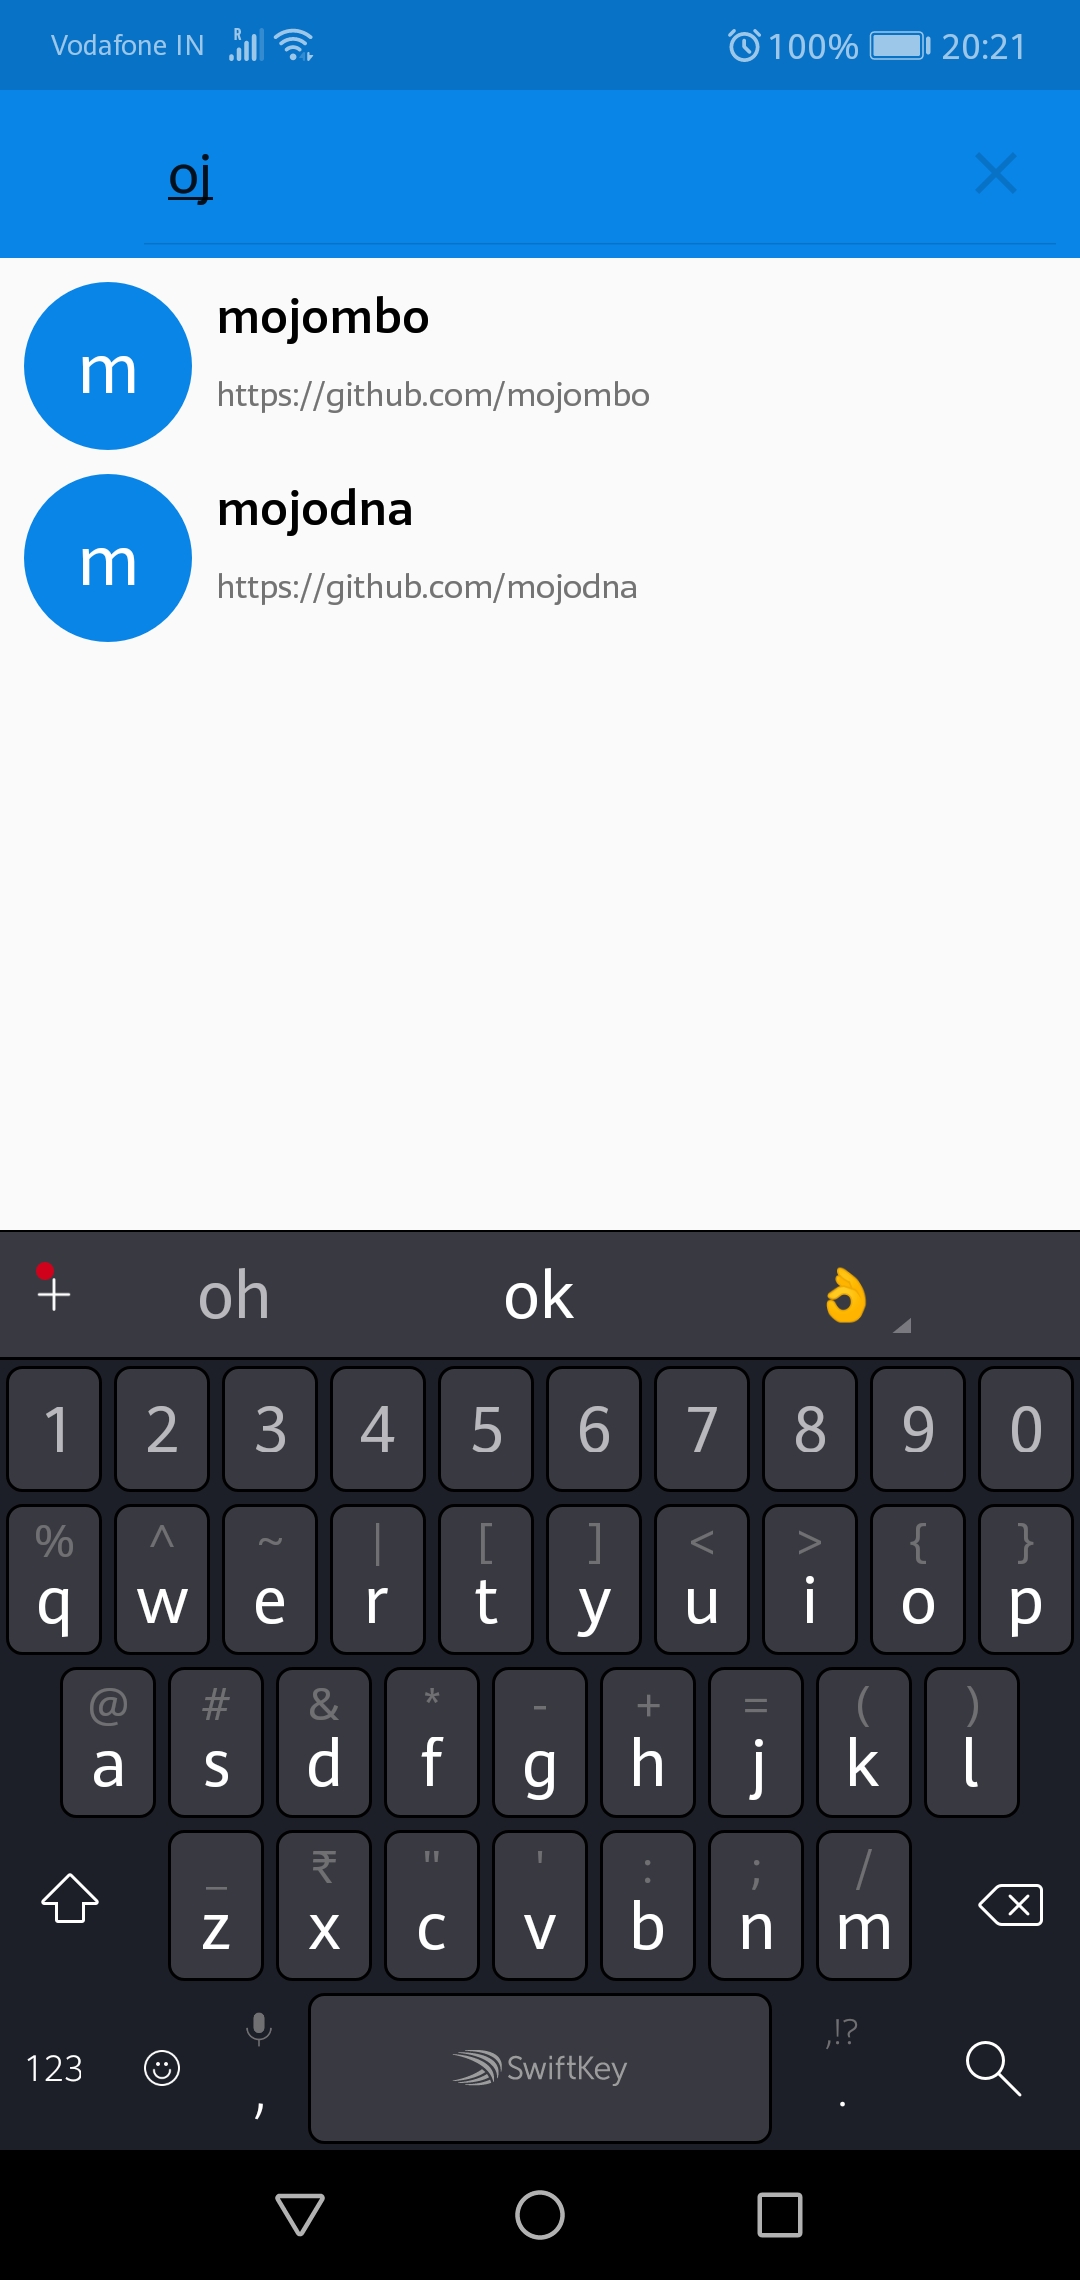 Vodafone IN R 100% 20:21
oj
m mojombo
https://github.com/mojombo
m mojodna
https://github.com/mojodna
oh ok 👌
1 2 3 4 5 6 7 8 9 0
% ^ ~ | [ ] < > { }
q w e r t y u i o p
@ # & * - + = ( )
a s d f g h j k l
_ ₹ " ' : ; /
z x c v b n m
,!?
123 , SwiftKey .